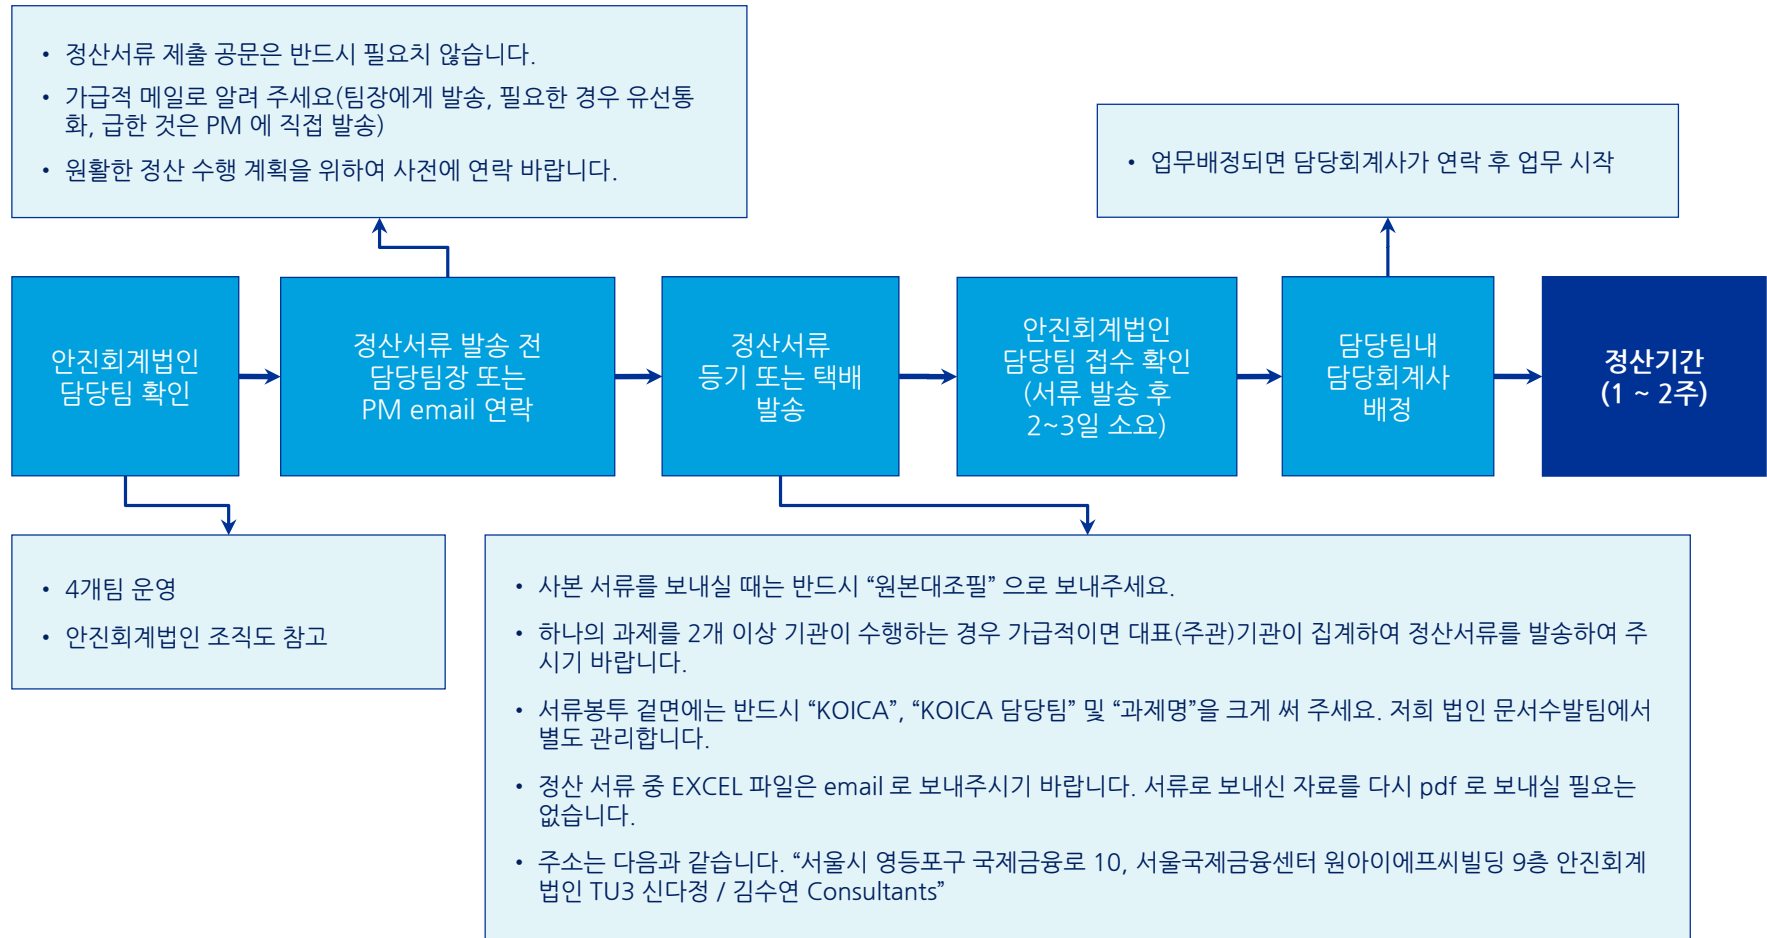 • 정산서류 제출 공문은 반드시 필요치 않습니다.
• 가급적 메일로 알려 주세요(팀장에게 발송, 필요한 경우 유선통
화, 급한 것은 PM 에 직접 발송)
• 원활한 정산 수행 계획을 위하여 사전에 연락 바랍니다.
• 업무배정되면 담당회계사가 연락 후 업무 시작
안진회계법인
담당팀 확인
정산서류 발송 전
담당팀장 또는
PM email 연락
정산서류
등기 또는 택배
발송
안진회계법인
담당팀 접수 확인
(서류 발송 후
2~3일 소요)
담당팀내
담당회계사
배정
정산기간
(1 ~ 2주)
• 4개팀 운영
• 안진회계법인 조직도 참고
• 사본 서류를 보내실 때는 반드시 “원본대조필” 으로 보내주세요.
• 하나의 과제를 2개 이상 기관이 수행하는 경우 가급적이면 대표(주관)기관이 집계하여 정산서류를 발송하여 주
시기 바랍니다.
• 서류봉투 겉면에는 반드시 “KOICA”, “KOICA 담당팀” 및 “과제명”을 크게 써 주세요. 저희 법인 문서수발팀에서
별도 관리합니다.
• 정산 서류 중 EXCEL 파일은 email 로 보내주시기 바랍니다. 서류로 보내신 자료를 다시 pdf 로 보내실 필요는
없습니다.
• 주소는 다음과 같습니다. “서울시 영등포구 국제금융로 10, 서울국제금융센터 원아이에프씨빌딩 9층 안진회계
법인 TU3 신다정 / 김수연 Consultants”